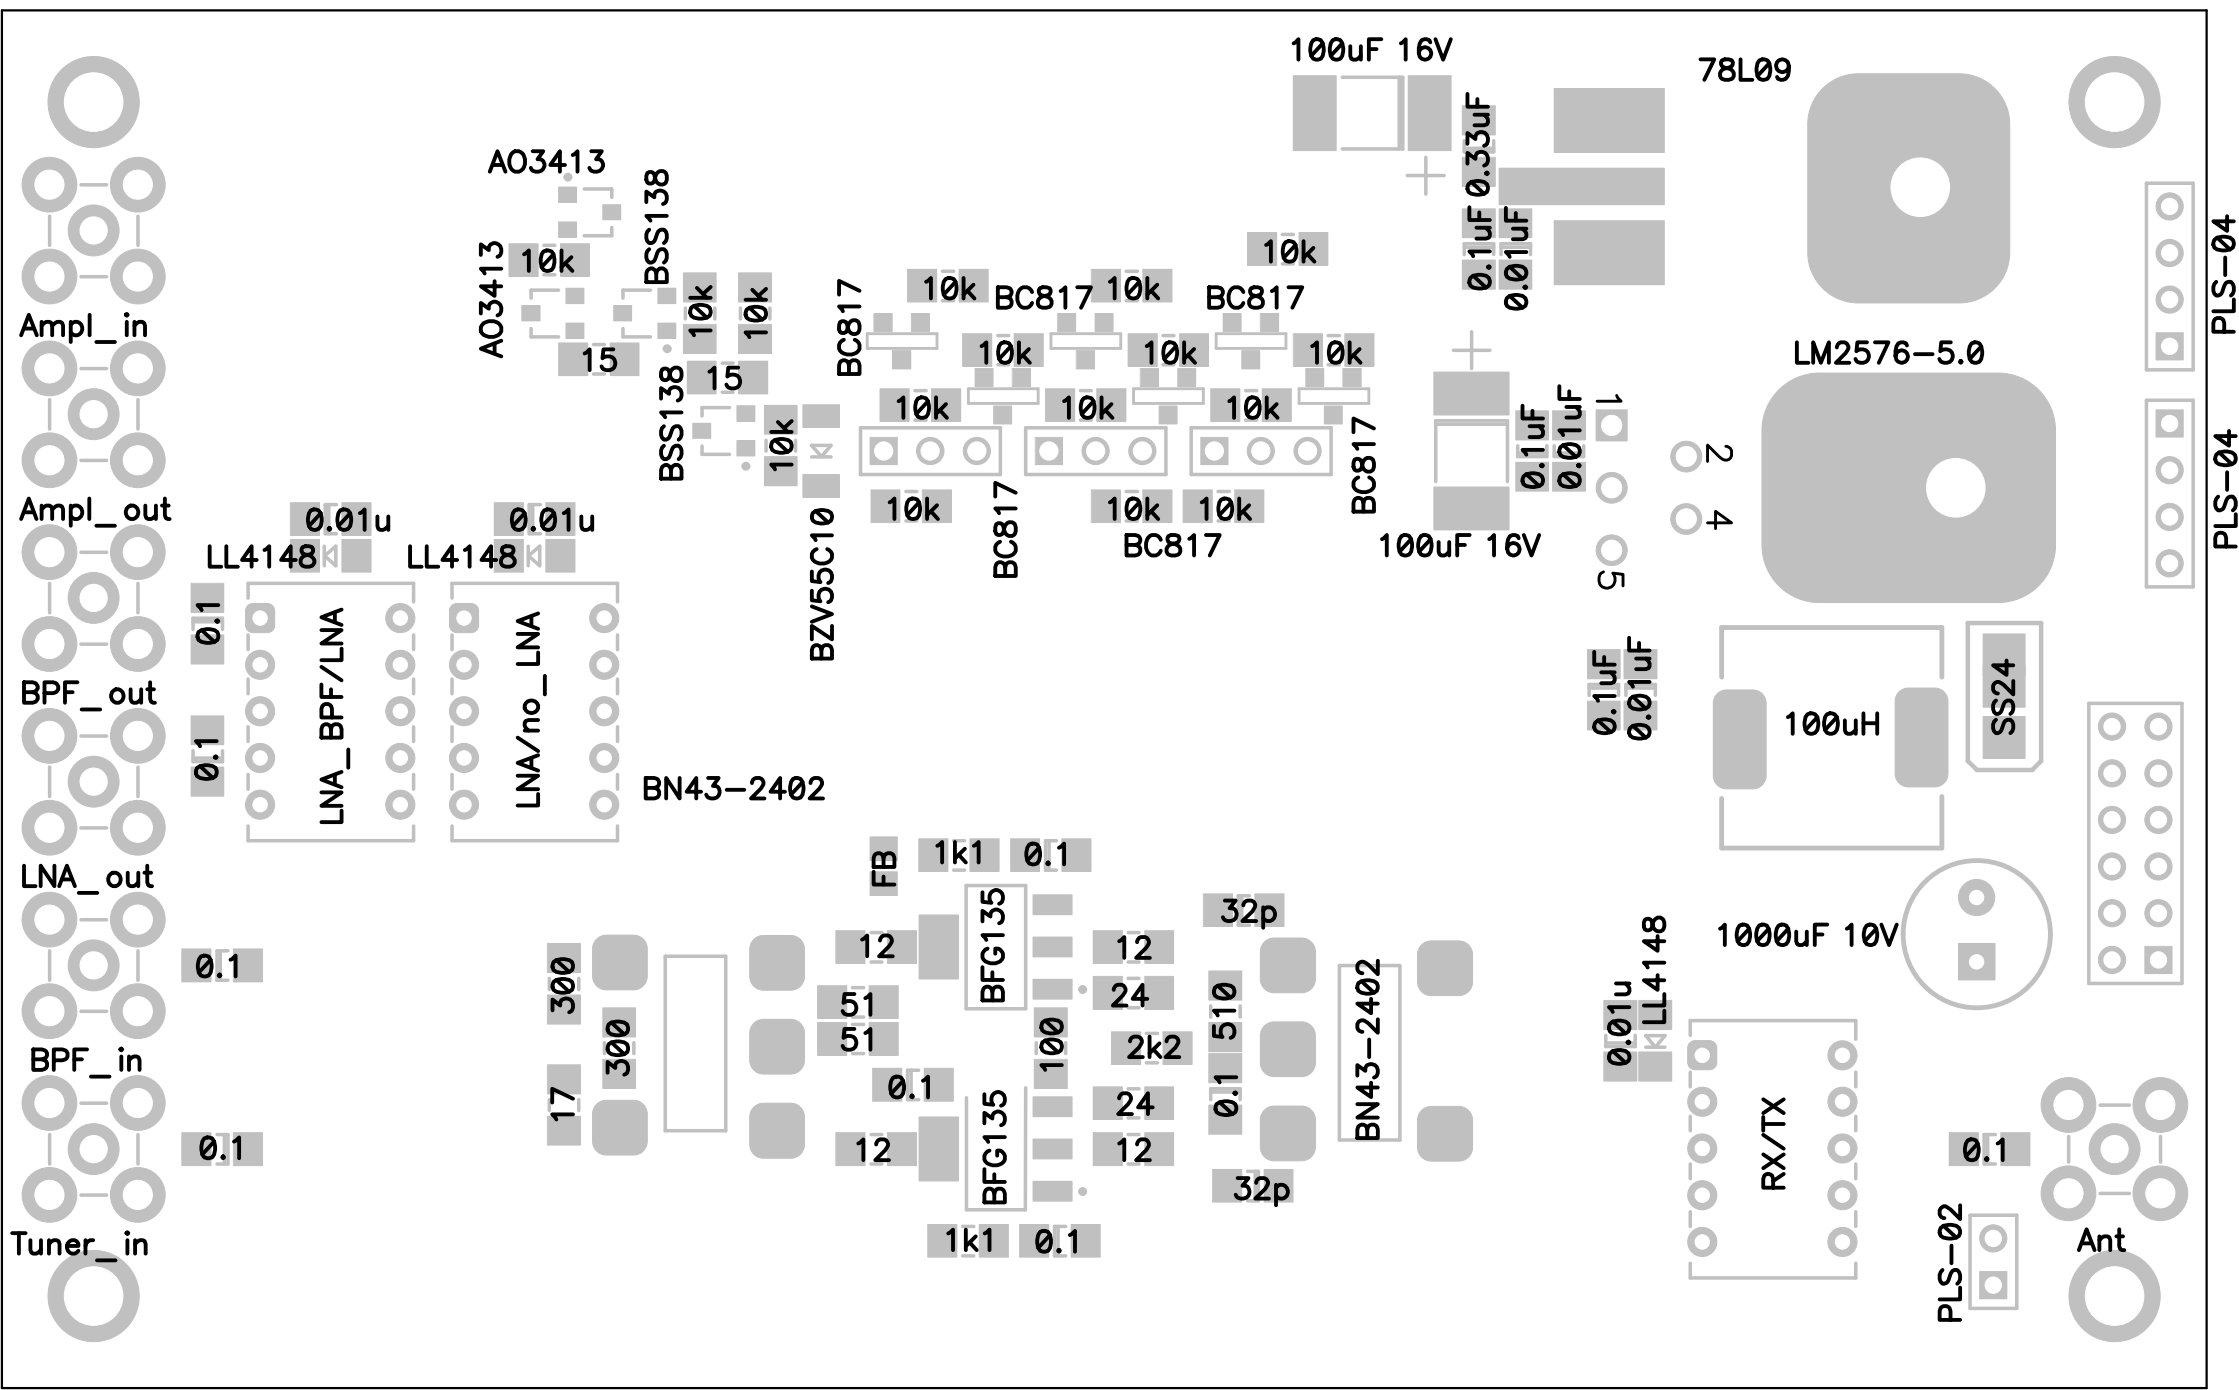 100uF 16V
78L09
0.33uF
AO3413
BSS138
0.1uF
0.01uF
PLS-04
10k
AO3413
10k
10k
10k
10k
10k
BC817
BC817
BC817
Ampl_in
15
10k
10k
10k
LM2576-5.0
15
BSS138
10k
10k
10k
10k
BC817
0.1uF
0.01uF
1
2
4
5
PLS-04
Ampl_out
0.01u
0.01u
10k
10k
10k
BC817
BC817
100uF 16V
LL4148
LL4148
BZV55C10
0.1
LNA_BPF/LNA
LNA/no_LNA
0.1uF
0.01uF
SS24
100uH
BPF_out
0.1
BN43-2402
FB
1k1
0.1
LNA_out
32p
BFG135
12
12
1000uF 10V
LL4148
0.1
300
51
24
510
BN43-2402
0.01u
300
51
100
2k2
BPF_in
17
0.1
24
0.1
BFG135
RX/TX
0.1
12
12
0.1
32p
PLS-02
Tuner_in
1k1
0.1
Ant